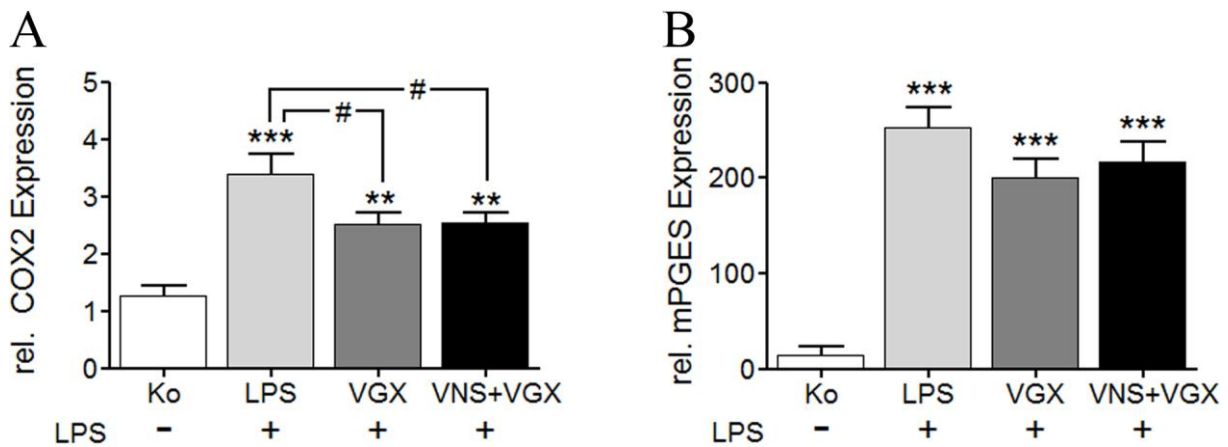 A
rel. COX2 Expression
5
4
3
2
1
0
#
#
***
**
**
Ko LPS VGX VNS+VGX
LPS - + + +
B
rel. mPGES Expression
300
200
100
0
***
***
***
Ko LPS VGX VNS+VGX
LPS - + + +